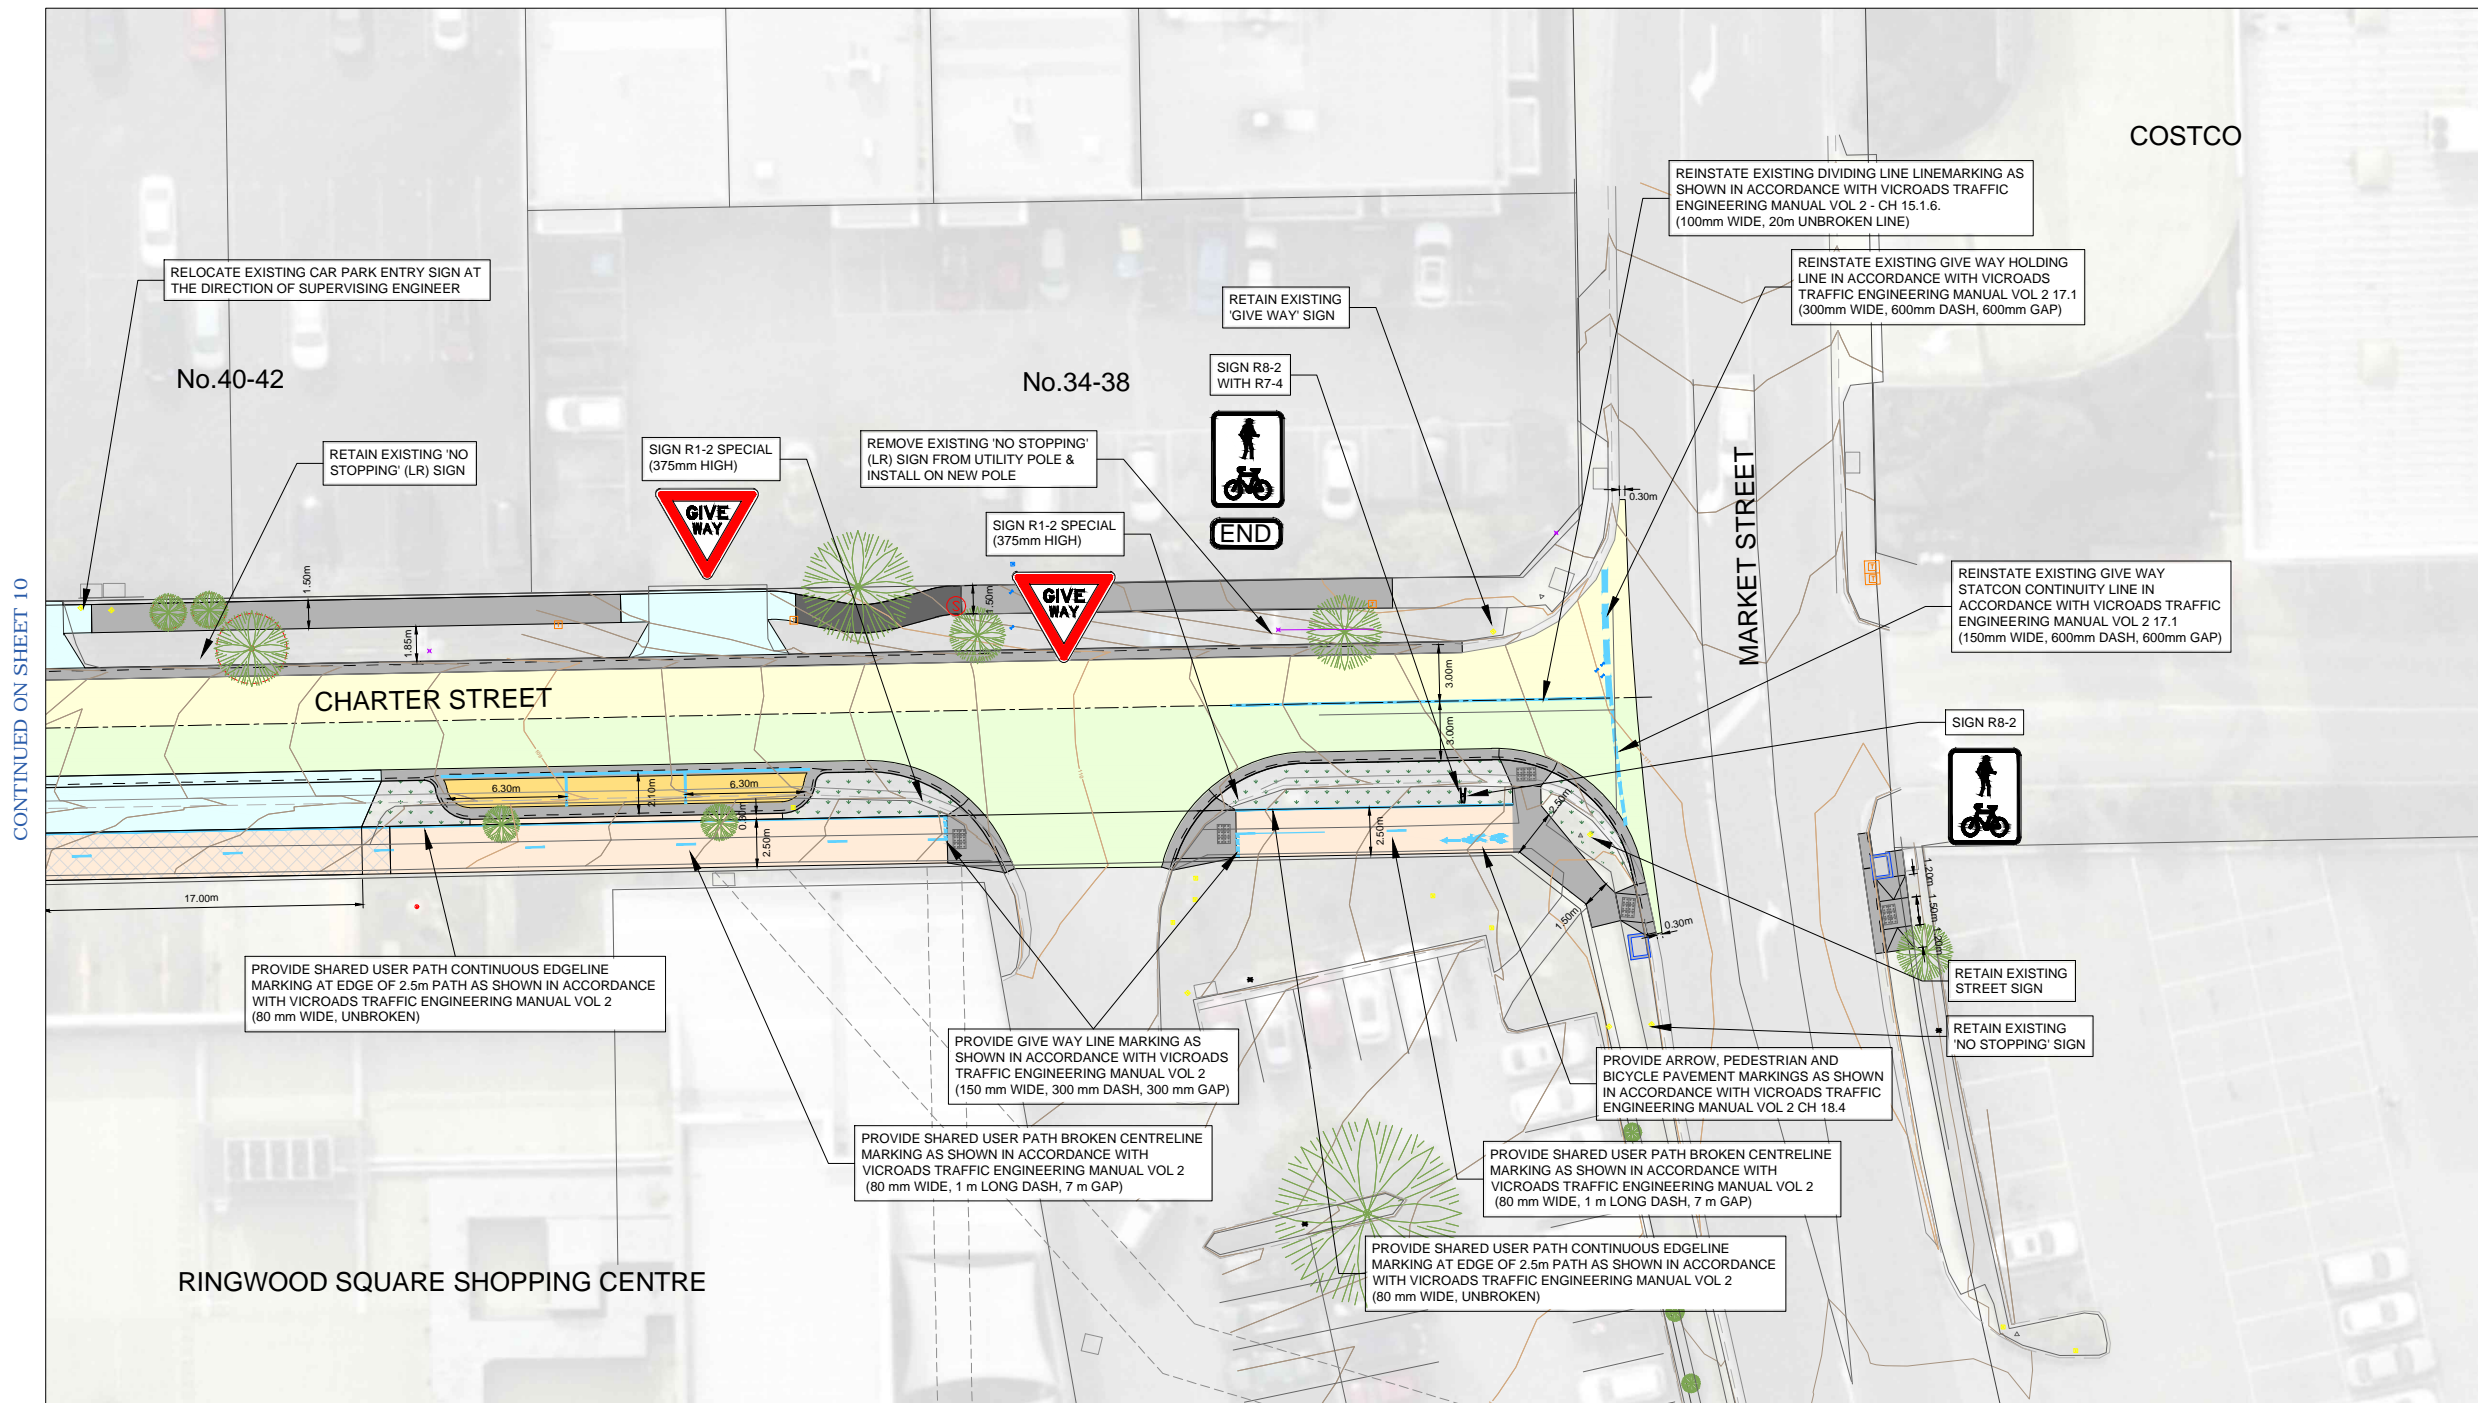 COSTCO
REINSTATE EXISTING DIVIDING LINE LINEMARKING AS
SHOWN IN ACCORDANCE WITH VICROADS TRAFFIC
ENGINEERING MANUAL VOL 2 - CH 15.1.6.
(100mm WIDE, 20m UNBROKEN LINE)
REINSTATE EXISTING GIVE WAY HOLDING
LINE IN ACCORDANCE WITH VICROADS
TRAFFIC ENGINEERING MANUAL VOL 2 17.1
(300mm WIDE, 600mm DASH, 600mm GAP)
RELOCATE EXISTING CAR PARK ENTRY SIGN AT
THE DIRECTION OF SUPERVISING ENGINEER
RETAIN EXISTING
'GIVE WAY' SIGN
No.40-42
No.34-38
SIGN R8-2
WITH R7-4
RETAIN EXISTING 'NO
STOPPING' (LR) SIGN
SIGN R1-2 SPECIAL
(375mm HIGH)
REMOVE EXISTING 'NO STOPPING'
(LR) SIGN FROM UTILITY POLE &
INSTALL ON NEW POLE
GIVE
WAY
SIGN R1-2 SPECIAL
(375mm HIGH)
END
0.30m
MARKET STREET
GIVE
WAY
REINSTATE EXISTING GIVE WAY
STATCON CONTINUITY LINE IN
ACCORDANCE WITH VICROADS TRAFFIC
ENGINEERING MANUAL VOL 2 17.1
(150mm WIDE, 600mm DASH, 600mm GAP)
CONTINUED ON SHEET 10
1.50m
1.50m
S
1.85m
CHARTER STREET
3.00m
3.00m
SIGN R8-2
6.30m
2.10m
6.30m
2.50m
2.50m
2.50m
17.00m
1.50m
0.30m
1.20m
1.50m
1.20m
PROVIDE SHARED USER PATH CONTINUOUS EDGELINE
MARKING AT EDGE OF 2.5m PATH AS SHOWN IN ACCORDANCE
WITH VICROADS TRAFFIC ENGINEERING MANUAL VOL 2
(80 mm WIDE, UNBROKEN)
RETAIN EXISTING
STREET SIGN
RETAIN EXISTING
'NO STOPPING' SIGN
PROVIDE GIVE WAY LINE MARKING AS
SHOWN IN ACCORDANCE WITH VICROADS
TRAFFIC ENGINEERING MANUAL VOL 2
(150 mm WIDE, 300 mm DASH, 300 mm GAP)
PROVIDE ARROW, PEDESTRIAN AND
BICYCLE PAVEMENT MARKINGS AS SHOWN
IN ACCORDANCE WITH VICROADS TRAFFIC
ENGINEERING MANUAL VOL 2 CH 18.4
PROVIDE SHARED USER PATH BROKEN CENTRELINE
MARKING AS SHOWN IN ACCORDANCE WITH
VICROADS TRAFFIC ENGINEERING MANUAL VOL 2
(80 mm WIDE, 1 m LONG DASH, 7 m GAP)
PROVIDE SHARED USER PATH BROKEN CENTRELINE
MARKING AS SHOWN IN ACCORDANCE WITH
VICROADS TRAFFIC ENGINEERING MANUAL VOL 2
(80 mm WIDE, 1 m LONG DASH, 7 m GAP)
PROVIDE SHARED USER PATH CONTINUOUS EDGELINE
MARKING AT EDGE OF 2.5m PATH AS SHOWN IN ACCORDANCE
WITH VICROADS TRAFFIC ENGINEERING MANUAL VOL 2
(80 mm WIDE, UNBROKEN)
RINGWOOD SQUARE SHOPPING CENTRE